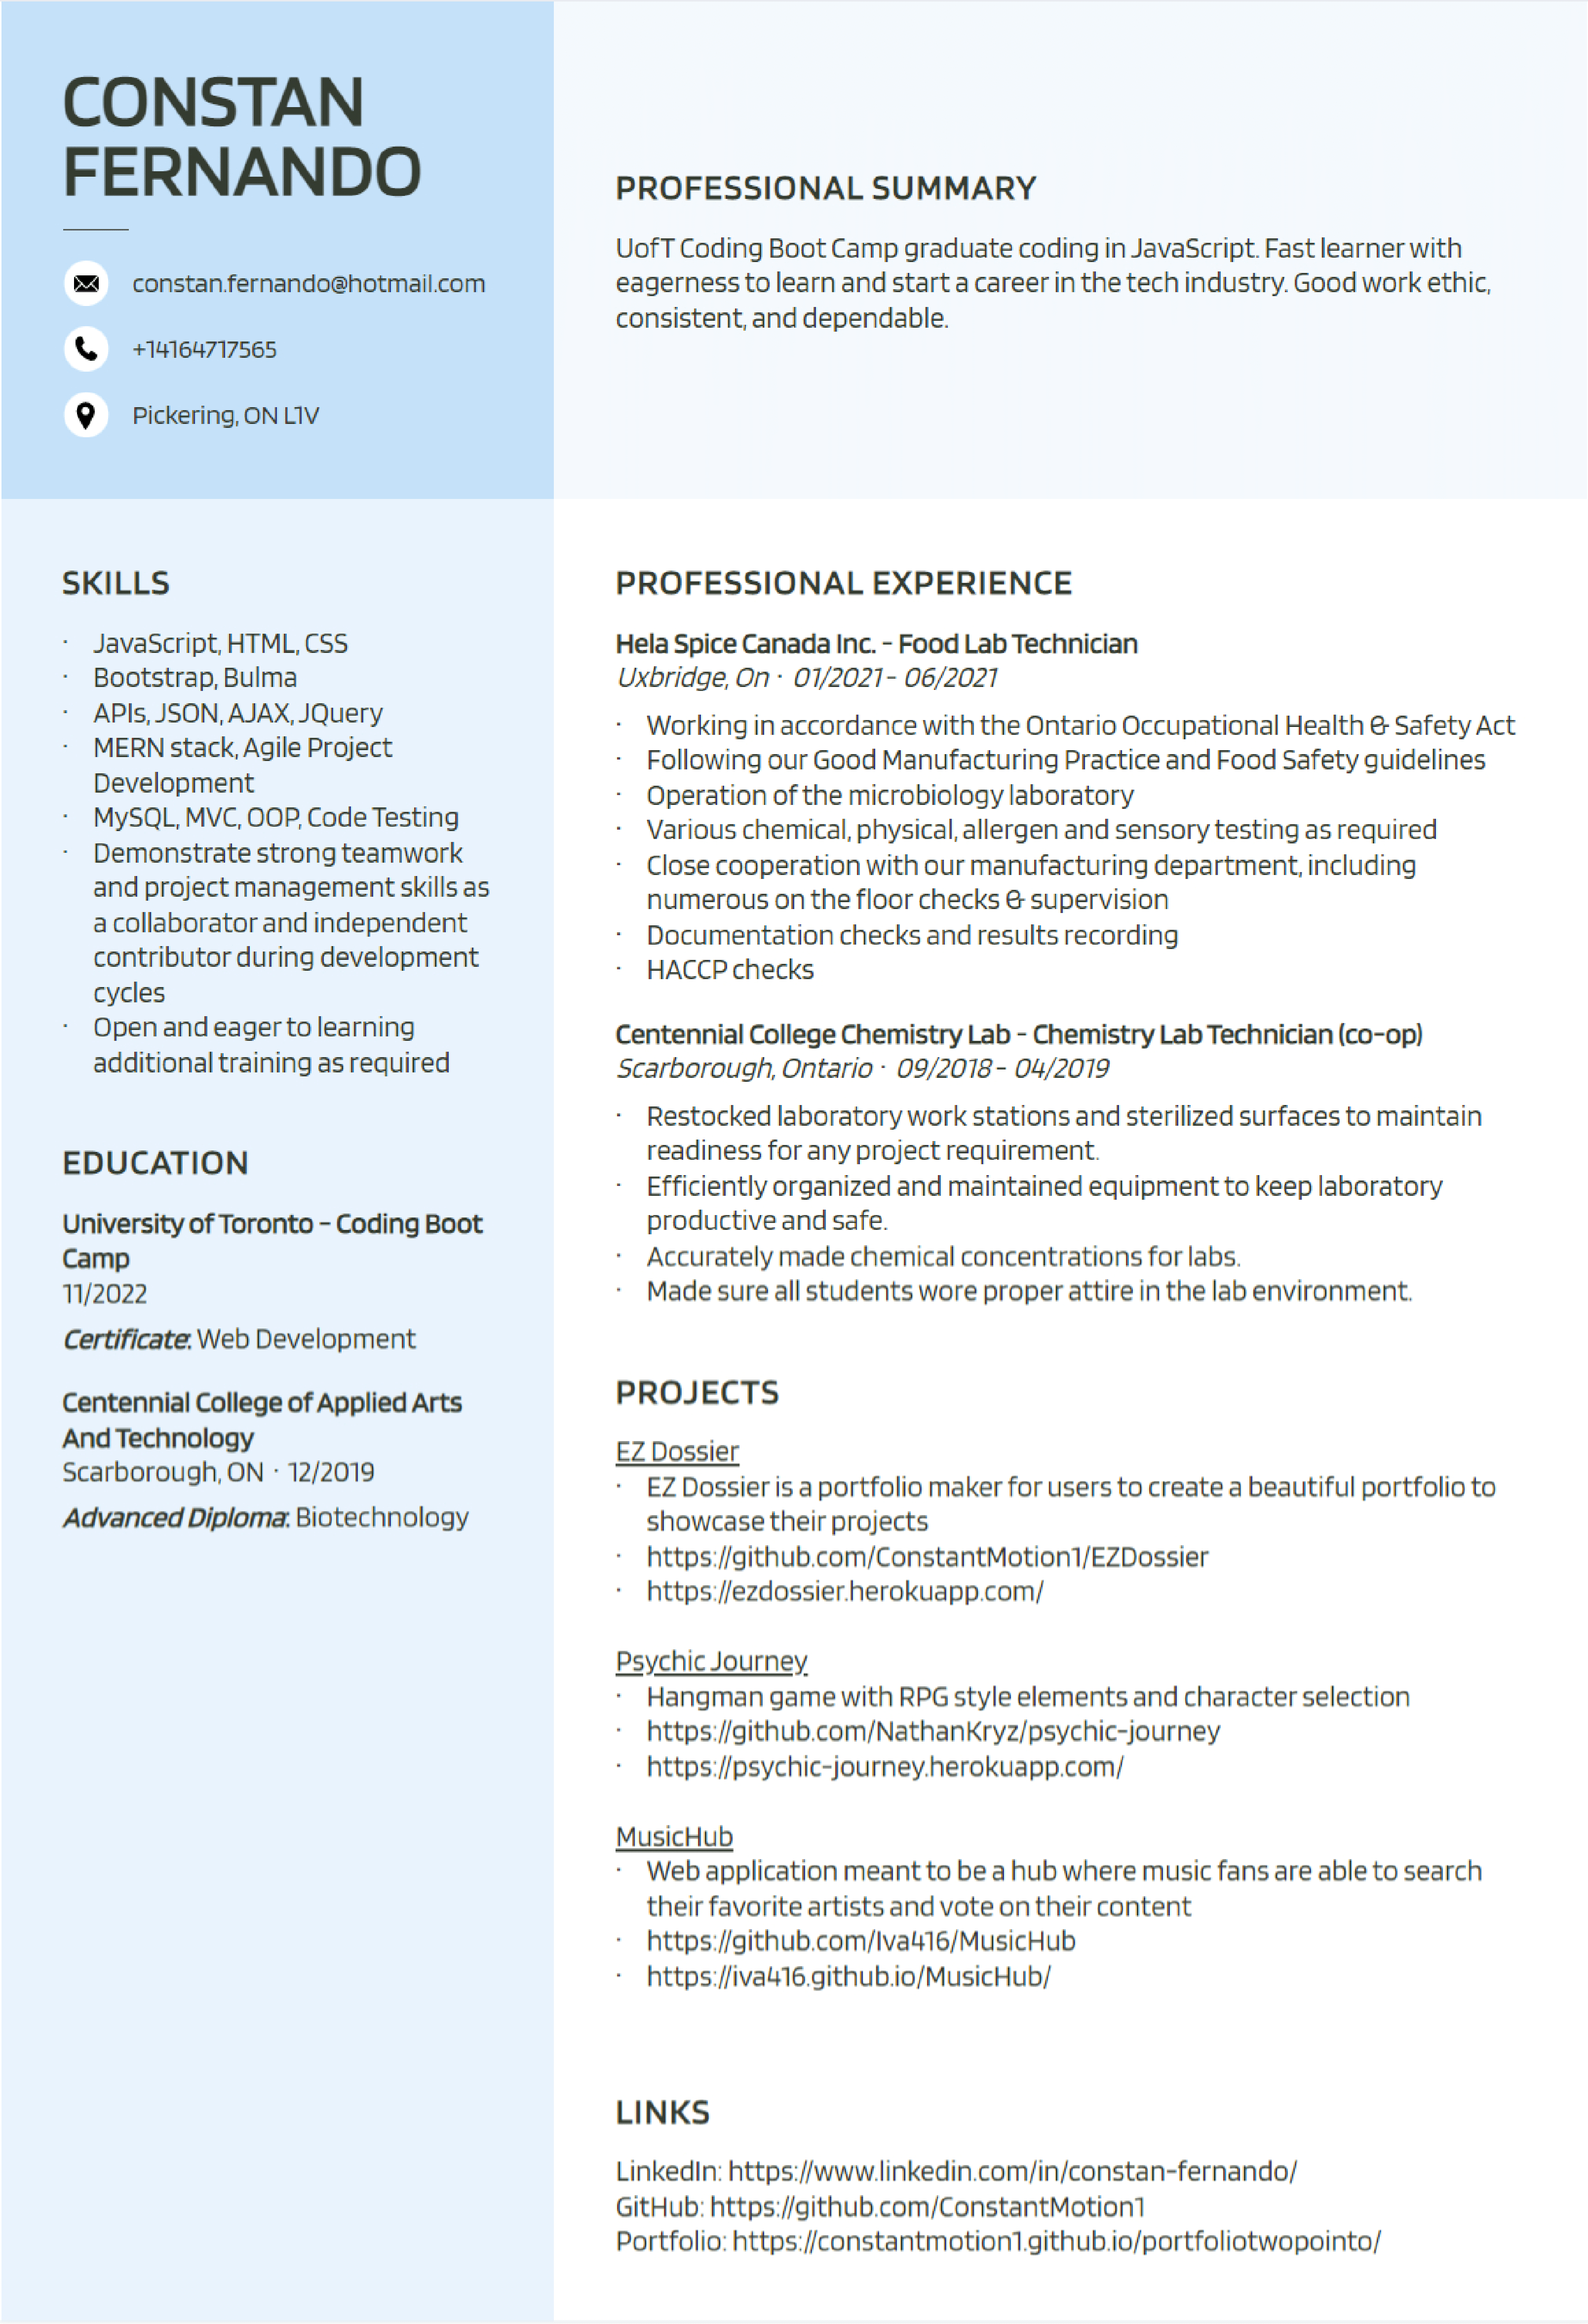 CONSTAN
FERNANDO
constan.fernando@hotmail.com
+14164717565
Pickering, ON L1V
PROFESSIONAL SUMMARY
UofT Coding Boot Camp graduate coding in JavaScript. Fast learner with
eagerness to learn and start a career in the tech industry. Good work ethic,
consistent, and dependable.
SKILLS
· JavaScript, HTML, CSS
· Bootstrap, Bulma
· APIs, JSON, AJAX, JQuery
· MERN stack, Agile Project
Development
· MySQL, MVC, OOP, Code Testing
· Demonstrate strong teamwork
and project management skills as
a collaborator and independent
contributor during development
cycles
· Open and eager to learning
additional training as required
EDUCATION
University of Toronto - Coding Boot
Camp
11/2022
Certificate: Web Development
Centennial College of Applied Arts
And Technology
Scarborough, ON · 12/2019
Advanced Diploma: Biotechnology
PROFESSIONAL EXPERIENCE
Hela Spice Canada Inc. - Food Lab Technician
Uxbridge, On · 01/2021 - 06/2021
· Working in accordance with the Ontario Occupational Health & Safety Act
· Following our Good Manufacturing Practice and Food Safety guidelines
· Operation of the microbiology laboratory
· Various chemical, physical, allergen and sensory testing as required
· Close cooperation with our manufacturing department, including
numerous on the floor checks & supervision
· Documentation checks and results recording
· HACCP checks
Centennial College Chemistry Lab - Chemistry Lab Technician (co-op)
Scarborough, Ontario · 09/2018 - 04/2019
· Restocked laboratory work stations and sterilized surfaces to maintain
readiness for any project requirement.
· Efficiently organized and maintained equipment to keep laboratory
productive and safe.
· Accurately made chemical concentrations for labs.
· Made sure all students wore proper attire in the lab environment.
PROJECTS
EZ Dossier
· EZ Dossier is a portfolio maker for users to create a beautiful portfolio to
showcase their projects
· https://github.com/ConstantMotion1/EZDossier
· https://ezdossier.herokuapp.com/
Psychic Journey
· Hangman game with RPG style elements and character selection
· https://github.com/NathanKryz/psychic-journey
· https://psychic-journey.herokuapp.com/
MusicHub
· Web application meant to be a hub where music fans are able to search
their favorite artists and vote on their content
· https://github.com/Iva416/MusicHub
· https://iva416.github.io/MusicHub/
LINKS
LinkedIn: https://www.linkedin.com/in/constan-fernando/
GitHub: https://github.com/ConstantMotion1
Portfolio: https://constantmotion1.github.io/portfoliotwopointo/